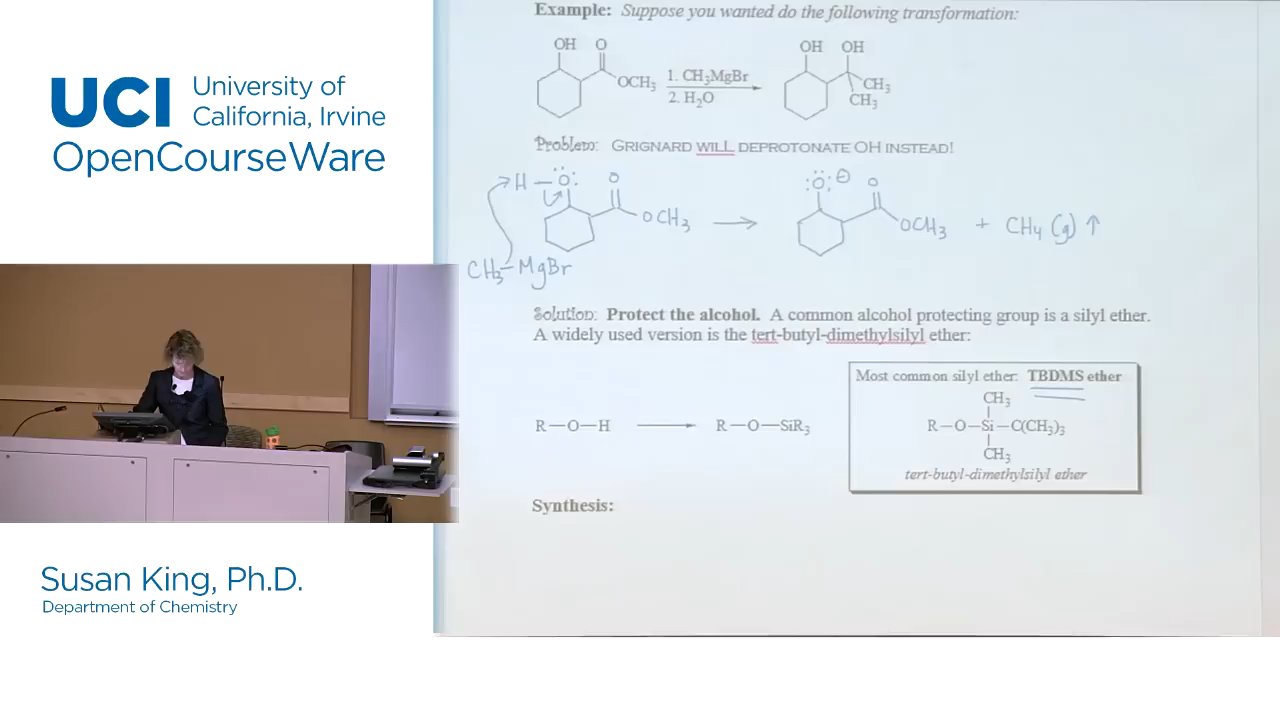 UCI
University of
California, Irvine
OpenCourseWare
Susan King, Ph.D.
Department of Chemistry
Example: Suppose you wanted do the following transformation:
OH O
OCH3
1. CH3MgBr
2. H2O
OH OH
CH3
CH3
Problem: GRIGNARD WILL DEPROTONATE OH INSTEAD!
H—Ö: O
OCH3
CH3—MgBr
:Ö: ⊖ O
OCH3 + CH4 (g) ↑
Solution: Protect the alcohol. A common alcohol protecting group is a silyl ether.
A widely used version is the tert-butyl-dimethylsilyl ether:
R—O—H → R—O—SiR3
Most common silyl ether: TBDMS ether
CH3
R—O—Si—C(CH3)3
CH3
tert-butyl-dimethylsilyl ether
Synthesis: